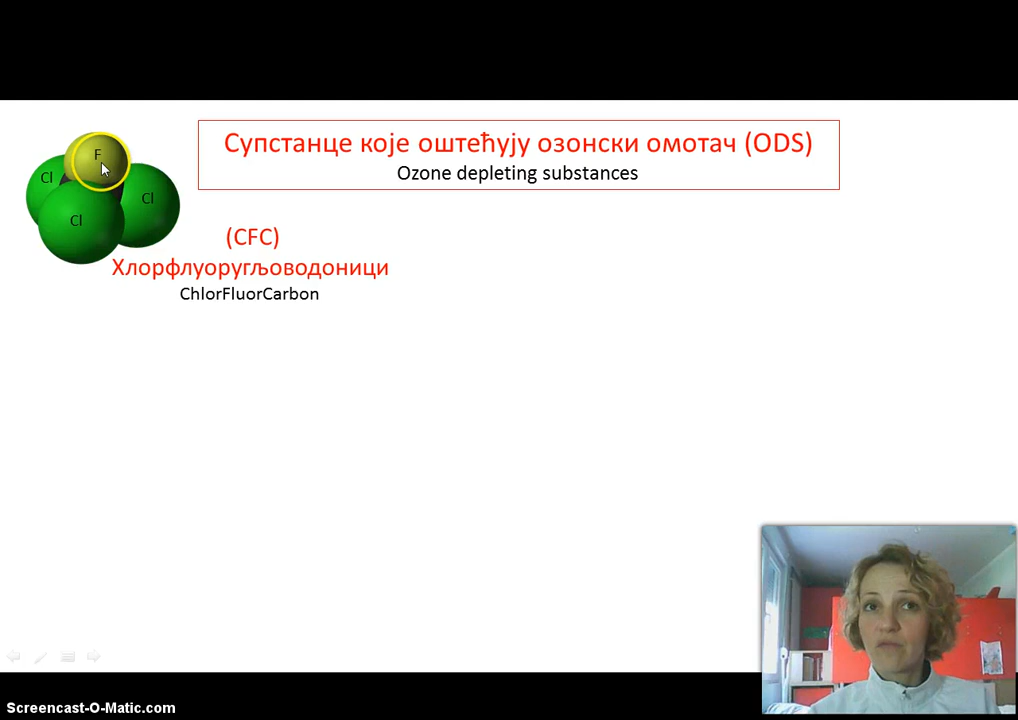 Супстанце које оштећују озонски омотач (ODS)
Ozone depleting substances
F
Cl
Cl
Cl
(CFC)
Хлорфлуоругљоводоници
ChlorFluorCarbon
Screencast-O-Matic.com